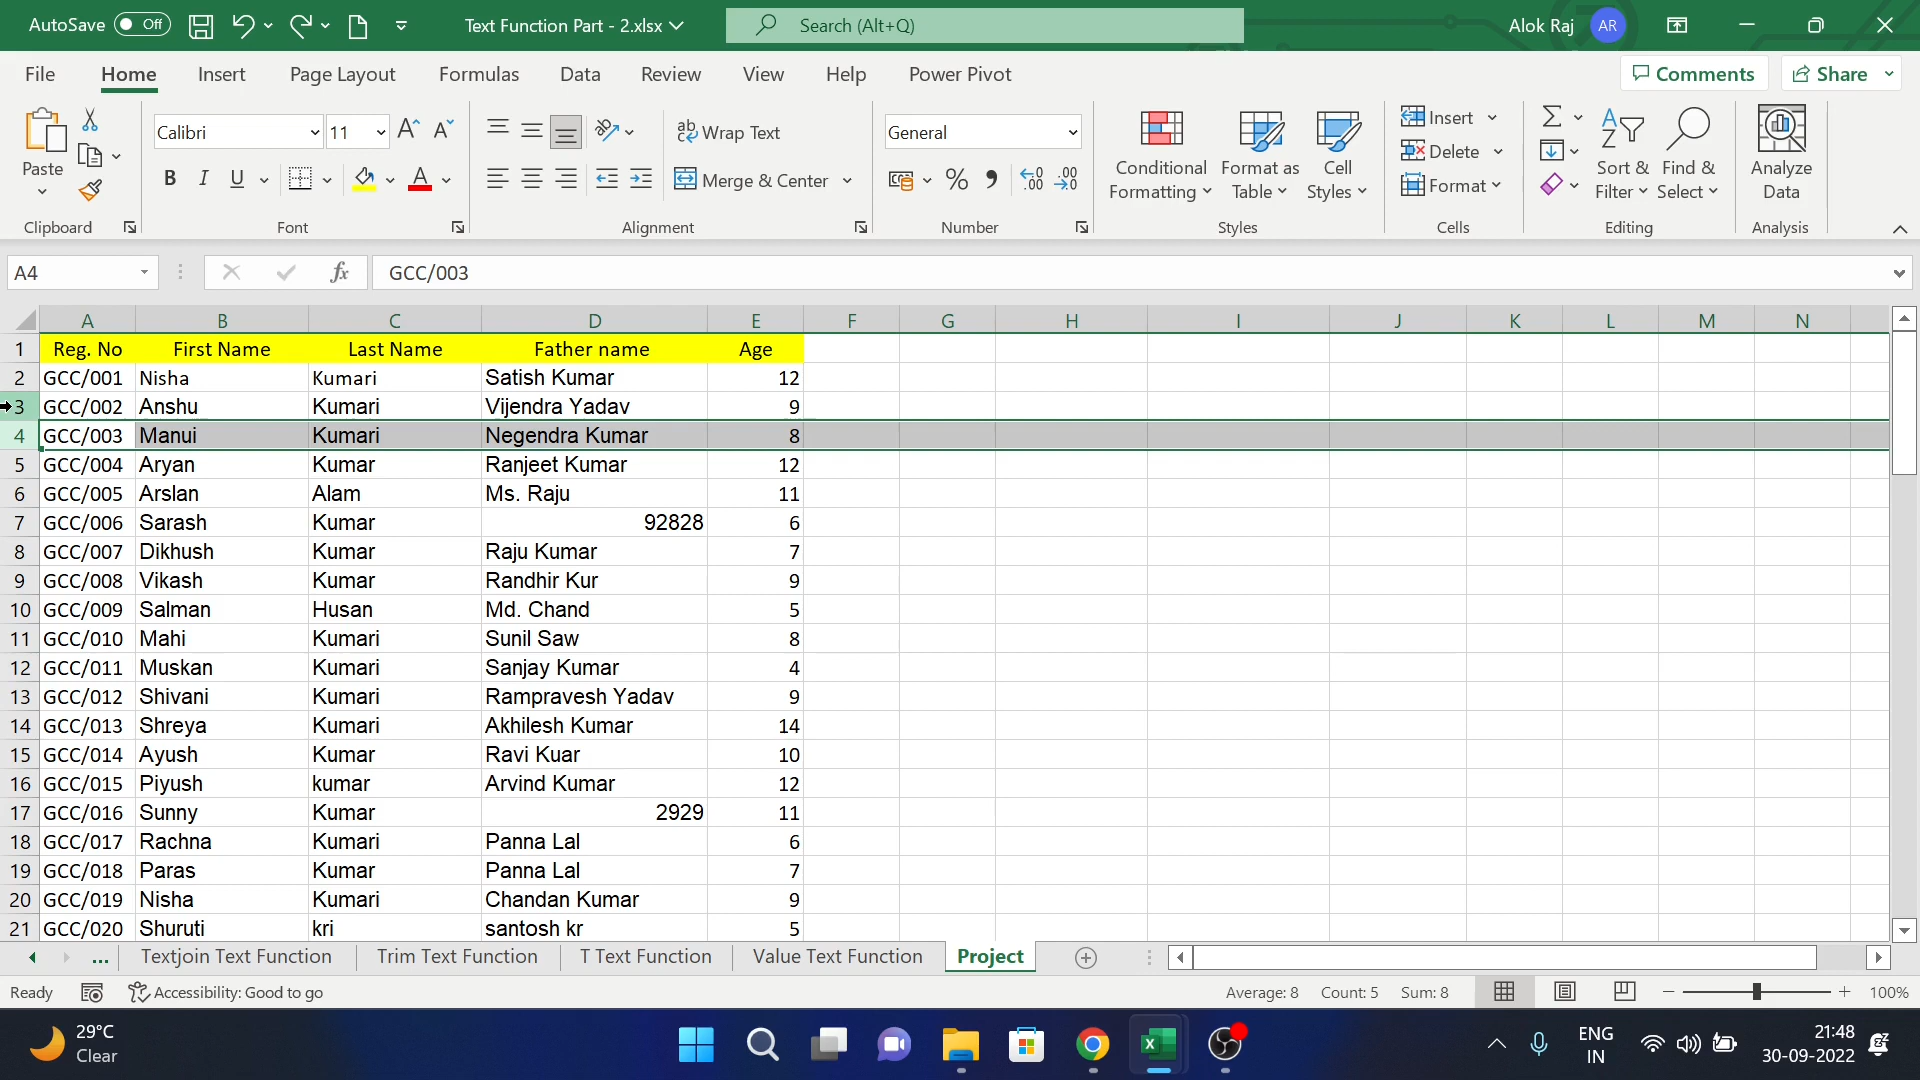 AutoSave Off Text Function Part - 2.xlsx Search (Alt+Q) Alok Raj AR
File Home Insert Page Layout Formulas Data Review View Help Power Pivot Comments Share
Paste Calibri 11 ab Wrap Text General Conditional Formatting Format as Table Cell Styles Insert Delete Format Sort & Filter Find & Select Analyze Data
B I U A Merge & Center % .00
Clipboard Font Alignment Number Styles Cells Editing Analysis
A4 fx GCC/003
A B C D E F G H I J K L M N
1 Reg. No First Name Last Name Father name Age
2 GCC/001 Nisha Kumari Satish Kumar 12
3 GCC/002 Anshu Kumari Vijendra Yadav 9
4 GCC/003 Manui Kumari Negendra Kumar 8
5 GCC/004 Aryan Kumar Ranjeet Kumar 12
6 GCC/005 Arslan Alam Ms. Raju 11
7 GCC/006 Sarash Kumar 92828 6
8 GCC/007 Dikhush Kumar Raju Kumar 7
9 GCC/008 Vikash Kumar Randhir Kur 9
10 GCC/009 Salman Husan Md. Chand 5
11 GCC/010 Mahi Kumari Sunil Saw 8
12 GCC/011 Muskan Kumari Sanjay Kumar 4
13 GCC/012 Shivani Kumari Rampravesh Yadav 9
14 GCC/013 Shreya Kumari Akhilesh Kumar 14
15 GCC/014 Ayush Kumar Ravi Kuar 10
16 GCC/015 Piyush kumar Arvind Kumar 12
17 GCC/016 Sunny Kumar 2929 11
18 GCC/017 Rachna Kumari Panna Lal 6
19 GCC/018 Paras Kumar Panna Lal 7
20 GCC/019 Nisha Kumari Chandan Kumar 9
21 GCC/020 Shuruti kri santosh kr 5
... Textjoin Text Function Trim Text Function T Text Function Value Text Function Project
Ready Accessibility: Good to go Average: 8 Count: 5 Sum: 8 100%
29°C ENG 21:48
Clear IN 30-09-2022